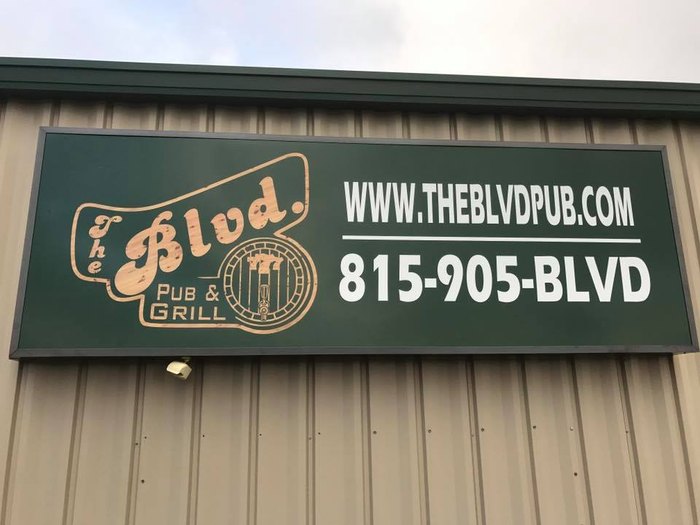 The
Blvd.
PUB &
GRILL
WWW.THEBLVDPUB.COM
815-905-BLVD